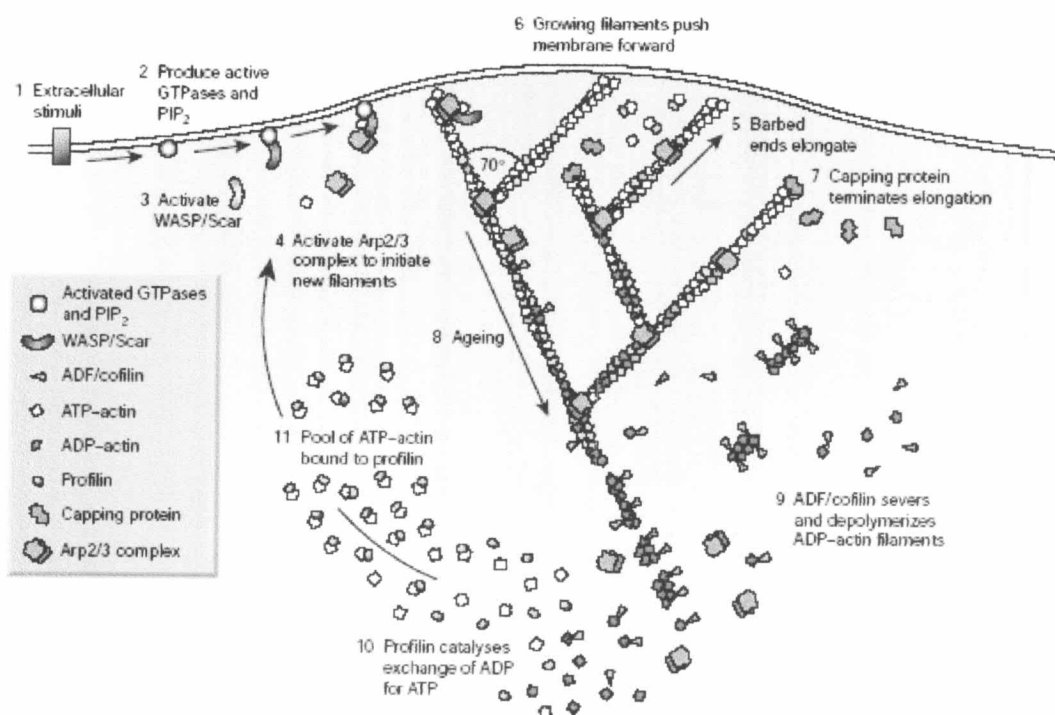 1 Extracellular
stimuli
2 Produce active
GTPases and
PIP₂
3 Activate
WASP/Scar
4 Activate Arp2/3
complex to initiate
new filaments
6 Growing filaments push
membrane forward
70°
5 Barbed
ends elongate
7 Capping protein
terminates elongation
8 Ageing
Activated GTPases
and PIP₂
WASP/Scar
ADF/cofilin
ATP–actin
ADP–actin
Profilin
Capping protein
Arp2/3 complex
11 Pool of ATP–actin
bound to profilin
9 ADF/cofilin severs
and depolymerizes
ADP–actin filaments
10 Profilin catalyses
exchange of ADP
for ATP